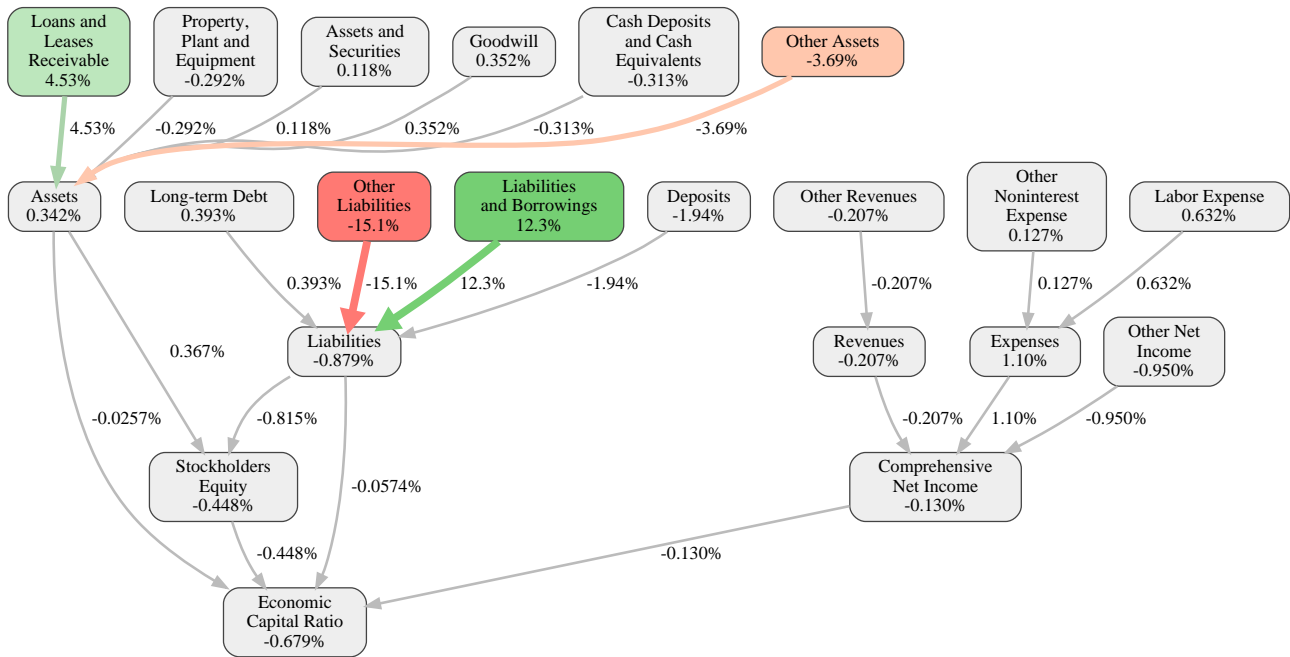 Loans and
Leases
Receivable
4.53%
Property,
Plant and
Equipment
-0.292%
Assets and
Securities
0.118%
Goodwill
0.352%
Cash Deposits
and Cash
Equivalents
-0.313%
Other Assets
-3.69%
4.53%
-0.292%
0.118%
0.352%
-0.313%
-3.69%
Assets
0.342%
Long-term Debt
0.393%
Other
Liabilities
-15.1%
Liabilities
and Borrowings
12.3%
Deposits
-1.94%
Other Revenues
-0.207%
Other
Noninterest
Expense
0.127%
Labor Expense
0.632%
0.393%
-15.1%
12.3%
-1.94%
-0.207%
0.127%
0.632%
Liabilities
-0.879%
Revenues
-0.207%
Expenses
1.10%
Other Net
Income
-0.950%
0.367%
-0.0257%
-0.815%
-0.0574%
-0.207%
1.10%
-0.950%
Stockholders
Equity
-0.448%
Comprehensive
Net Income
-0.130%
-0.448%
-0.130%
Economic
Capital Ratio
-0.679%